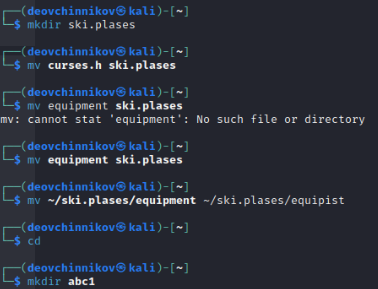 ┌──(deovchinnikov㉿kali)-[~]
└─$ mkdir ski.plases
┌──(deovchinnikov㉿kali)-[~]
└─$ mv curses.h ski.plases
┌──(deovchinnikov㉿kali)-[~]
└─$ mv equipment ski.plases
mv: cannot stat 'equipment': No such file or directory
┌──(deovchinnikov㉿kali)-[~]
└─$ mv equipment ski.plases
┌──(deovchinnikov㉿kali)-[~]
└─$ mv ~/ski.plases/equipment ~/ski.plases/equipist
┌──(deovchinnikov㉿kali)-[~]
└─$ cd
┌──(deovchinnikov㉿kali)-[~]
└─$ mkdir abc1